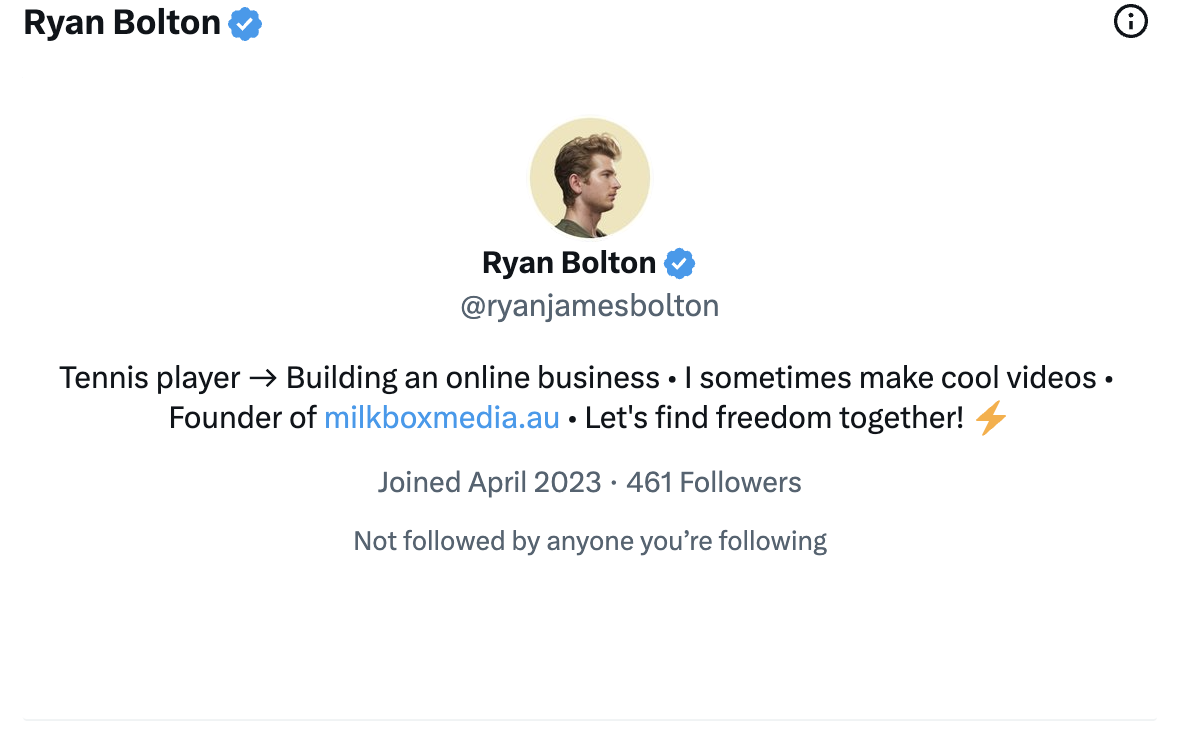 Ryan Bolton
Ryan Bolton
@ryanjamesbolton
Tennis player → Building an online business • I sometimes make cool videos •
Founder of milkboxmedia.au • Let's find freedom together! ⚡
Joined April 2023 · 461 Followers
Not followed by anyone you’re following